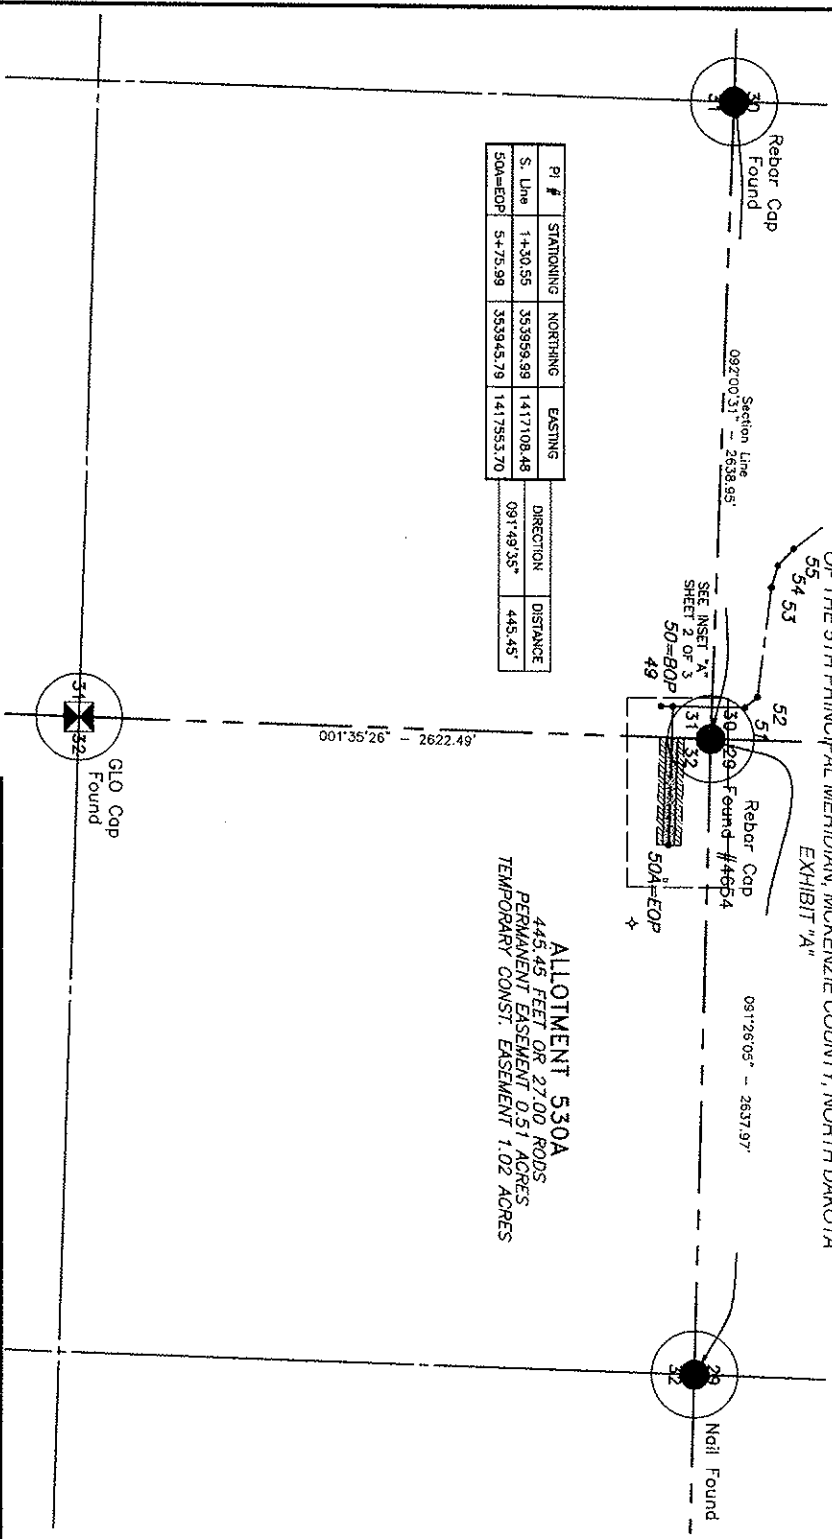 OF THE 5TH PRINCIPAL MERIDIAN, MCKENZIE COUNTY, NORTH DAKOTA
EXHIBIT "A"
55
54
53
52
51
Rebar Cap
Found
30
31
Section Line
092°00'31" - 2638.95'
SEE INSET "A"
SHEET 2 OF 3
50=BOP
49
30 29
31 32
Rebar Cap
Found #4654
50A=EOP
091°26'05" - 2637.97'
29
32
Nail Found
PI # STATIONING NORTHING EASTING DIRECTION DISTANCE
S. Line 1+30.55 353959.99 1417108.48
091°49'35" 445.45'
50A=EOP 5+75.99 353945.79 1417553.70
ALLOTMENT 530A
445.45 FEET OR 27.00 RODS
PERMANENT EASEMENT 0.51 ACRES
TEMPORARY CONST. EASEMENT 1.02 ACRES
001°35'26" - 2622.49'
31 32
GLO Cap
Found